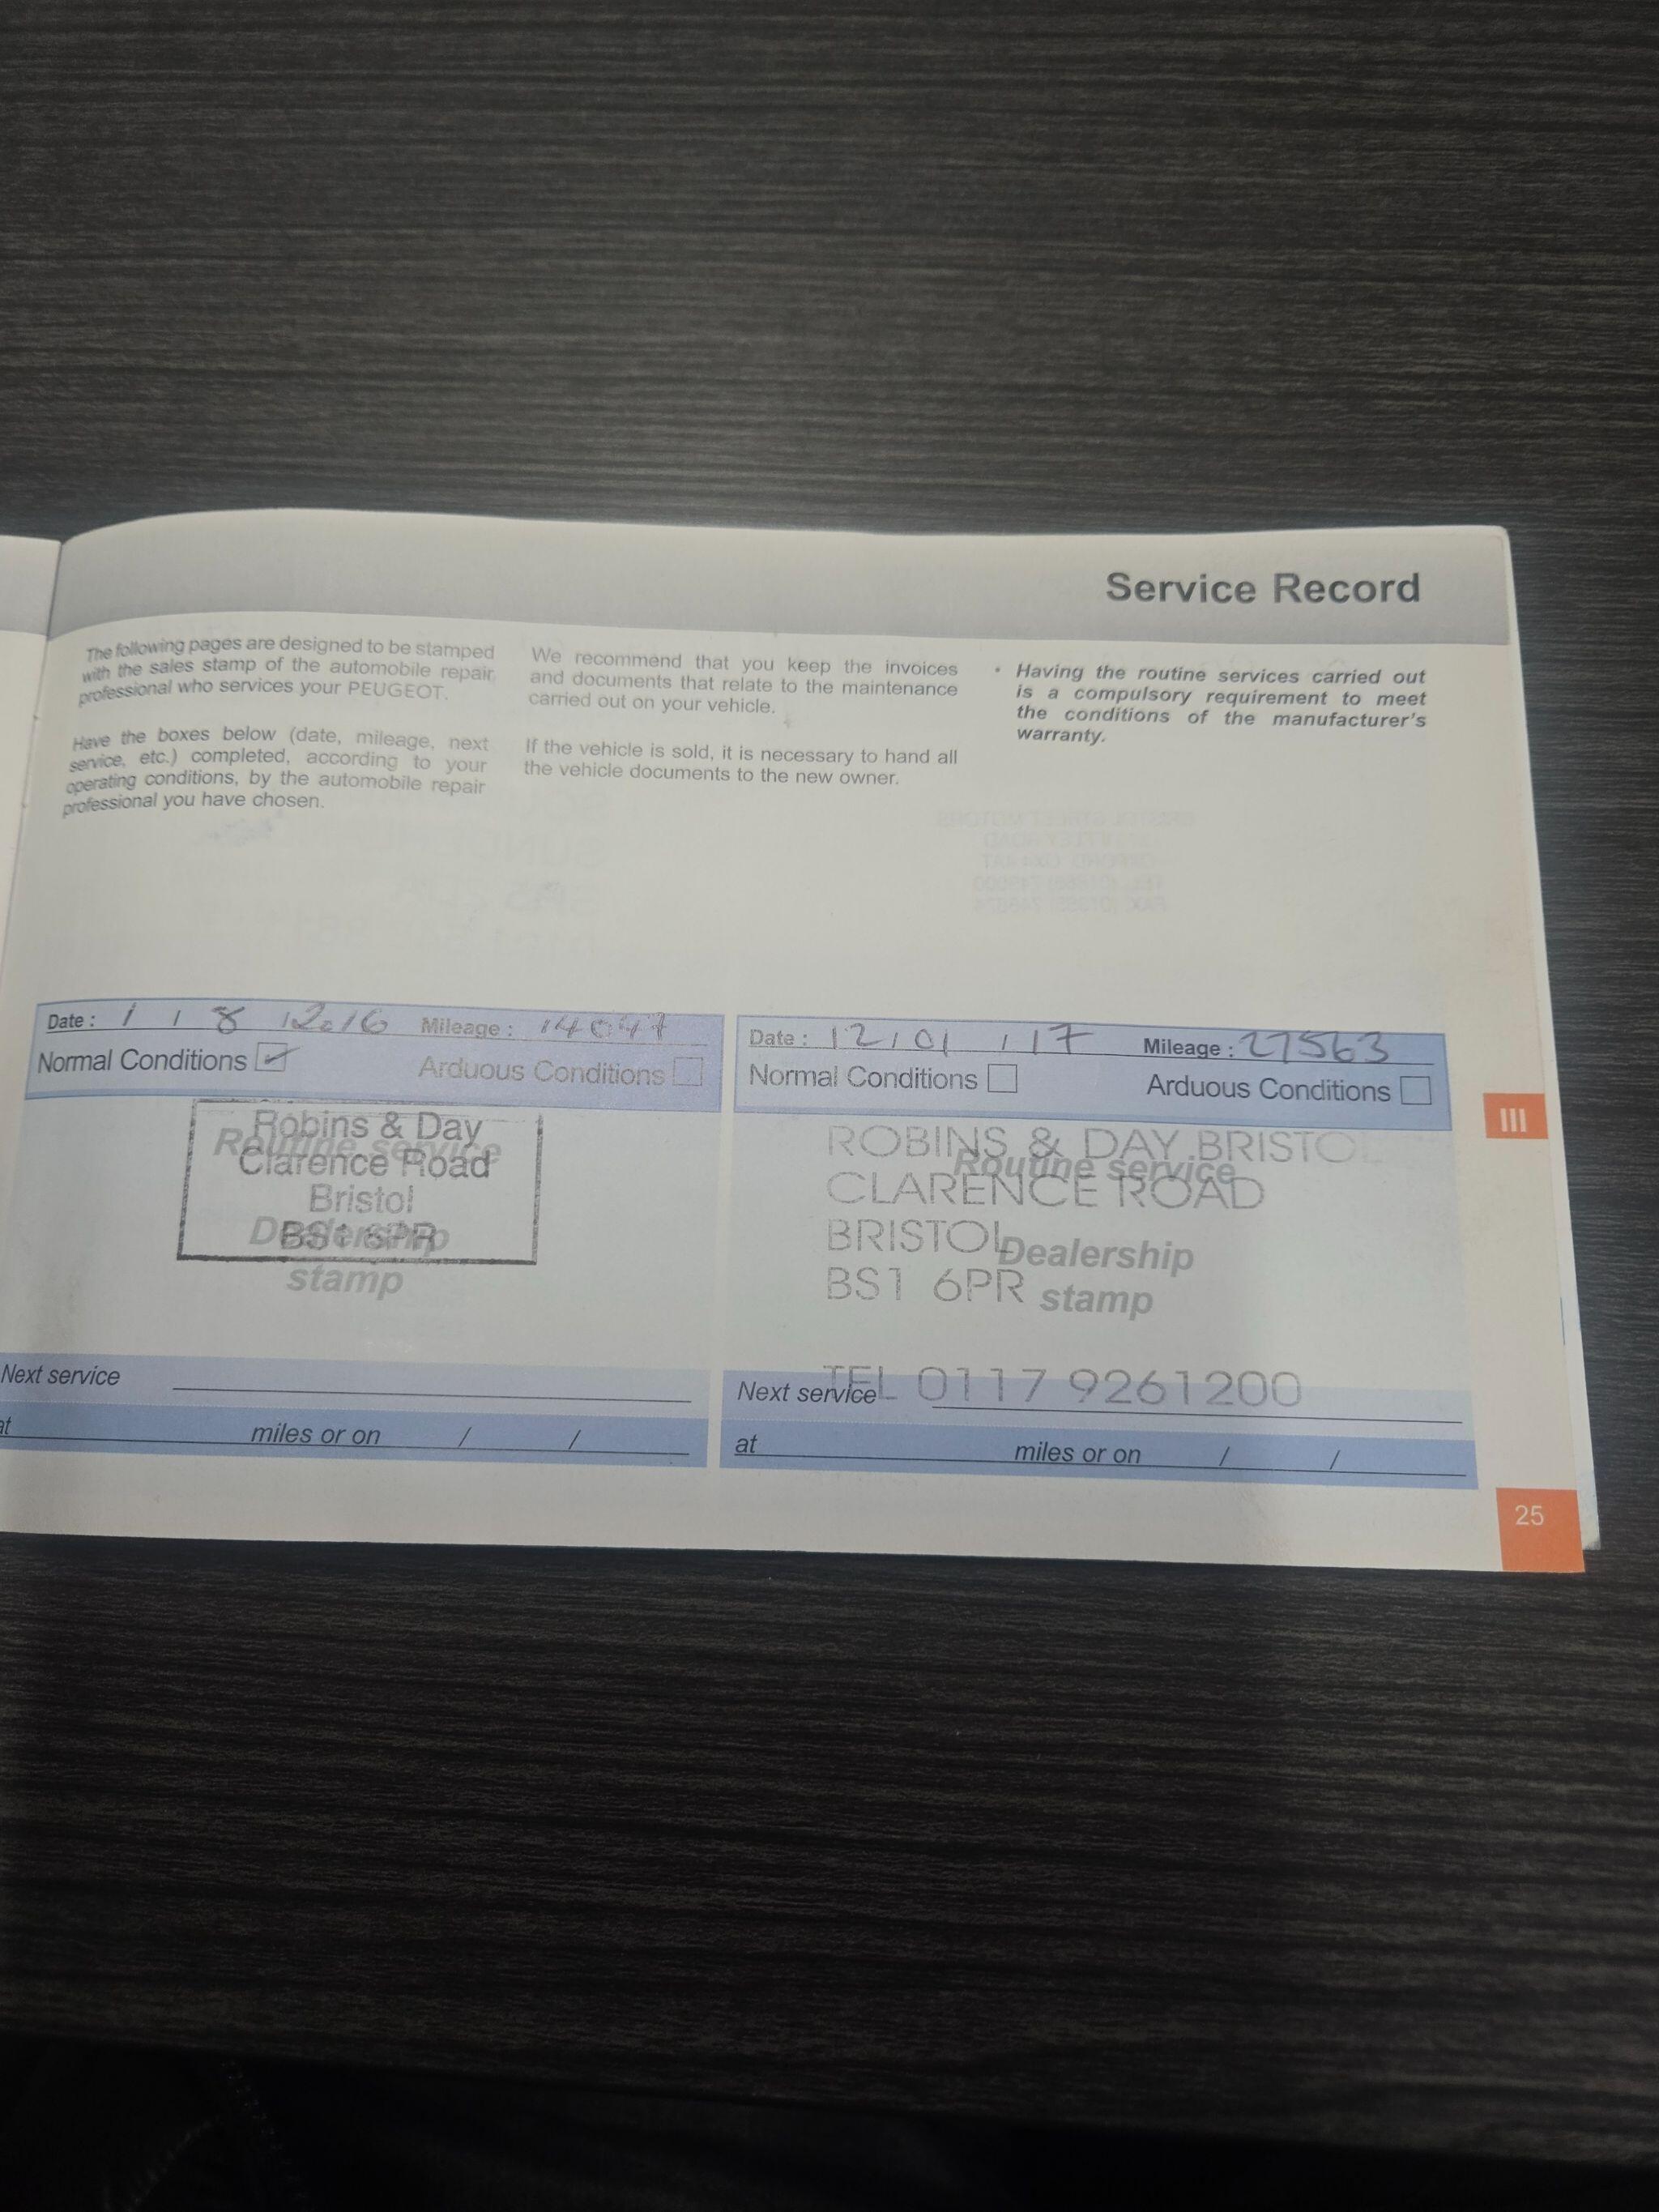 Service Record
The following pages are designed to be stamped
with the sales stamp of the automobile repair
professional who services your PEUGEOT.
Have the boxes below (date, mileage, next
service, etc.) completed, according to your
operating conditions, by the automobile repair
professional you have chosen.
We recommend that you keep the invoices
and documents that relate to the maintenance
carried out on your vehicle.
If the vehicle is sold, it is necessary to hand all
the vehicle documents to the new owner.
• Having the routine services carried out
is a compulsory requirement to meet
the conditions of the manufacturer's
warranty.
Date : 1 / 8 / 2016 Mileage : 14047
Normal Conditions Arduous Conditions
Robins & Day
Routine service
Clarence Road
Bristol
Dealership
BS1 6PR
stamp
Next service
at miles or on / /
Date : 12 / 01 / 17 Mileage : 27563
Normal Conditions Arduous Conditions
ROBINS & DAY BRISTOL
Routine service
CLARENCE ROAD
BRISTOL
Dealership
BS1 6PR
stamp
TEL 0117 9261200
Next service
at miles or on / /
III
25